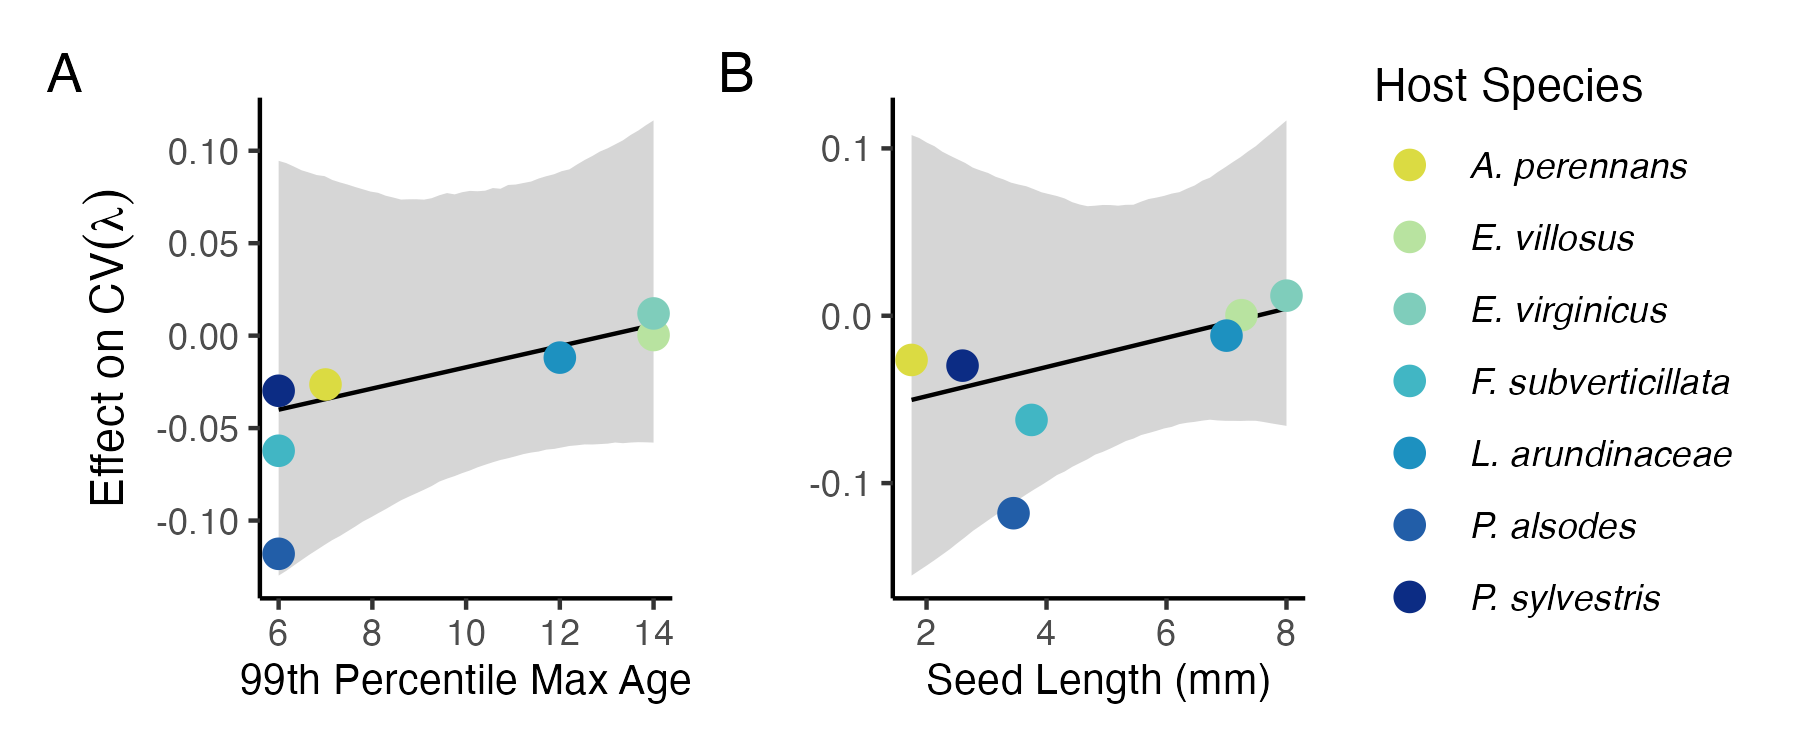 A
B
Effect on CV(λ)
0.10
0.05
0.00
-0.05
-0.10
6 8 10 12 14
99th Percentile Max Age
0.1
0.0
-0.1
2 4 6 8
Seed Length (mm)
Host Species
A. perennans
E. villosus
E. virginicus
F. subverticillata
L. arundinaceae
P. alsodes
P. sylvestris